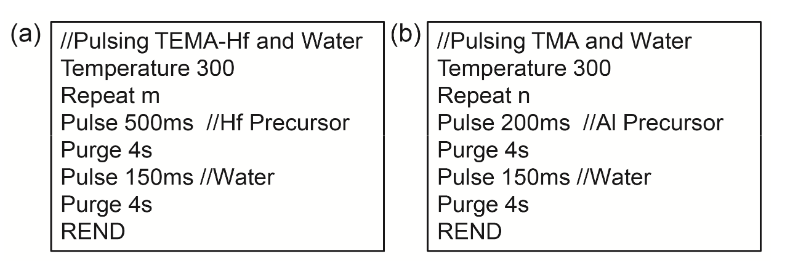 (a)
//Pulsing TEMA-Hf and Water
Temperature 300
Repeat m
Pulse 500ms //Hf Precursor
Purge 4s
Pulse 150ms //Water
Purge 4s
REND
(b)
//Pulsing TMA and Water
Temperature 300
Repeat n
Pulse 200ms //Al Precursor
Purge 4s
Pulse 150ms //Water
Purge 4s
REND